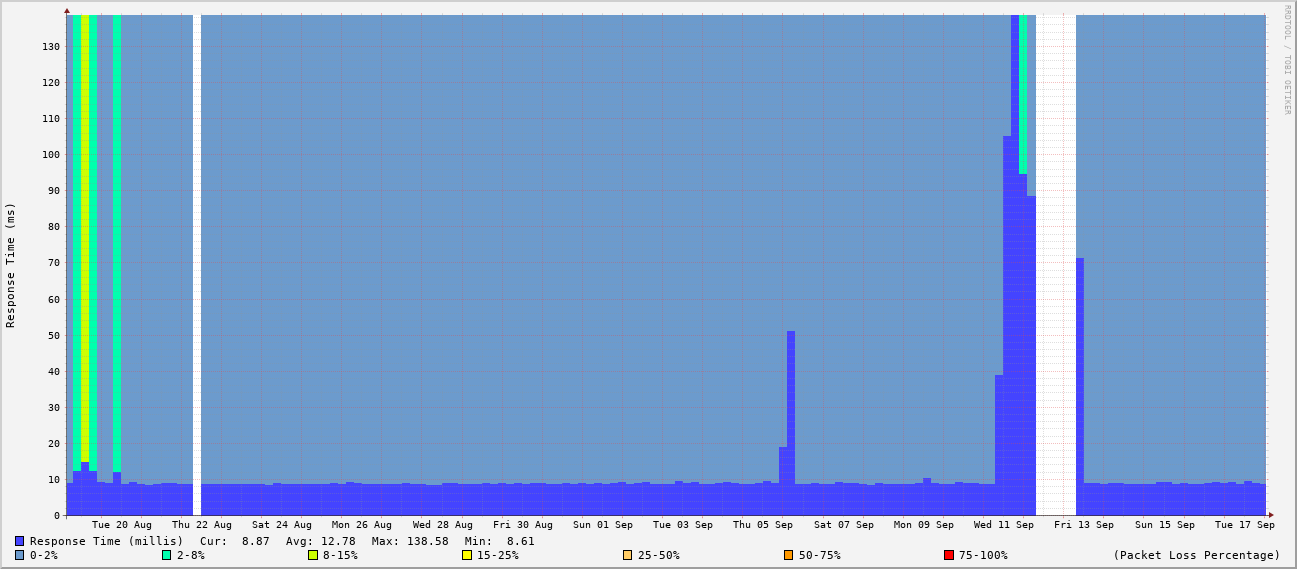 RRDTOOL / TOBI OETIKER
Response Time (ms)
130
120
110
100
90
80
70
60
50
40
30
20
10
0
Tue 20 Aug Thu 22 Aug Sat 24 Aug Mon 26 Aug Wed 28 Aug Fri 30 Aug Sun 01 Sep Tue 03 Sep Thu 05 Sep Sat 07 Sep Mon 09 Sep Wed 11 Sep Fri 13 Sep Sun 15 Sep Tue 17 Sep
Response Time (millis) Cur: 8.87 Avg: 12.78 Max: 138.58 Min: 8.61
0-2% 2-8% 8-15% 15-25% 25-50% 50-75% 75-100% (Packet Loss Percentage)